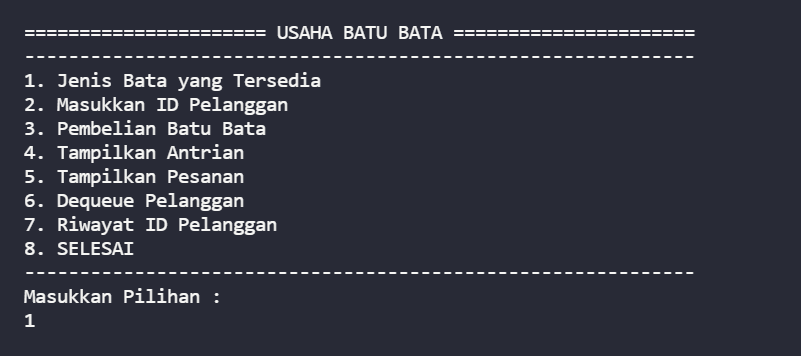 ====================== USAHA BATU BATA ======================
-------------------------------------------------------------
1. Jenis Bata yang Tersedia
2. Masukkan ID Pelanggan
3. Pembelian Batu Bata
4. Tampilkan Antrian
5. Tampilkan Pesanan
6. Dequeue Pelanggan
7. Riwayat ID Pelanggan
8. SELESAI
-------------------------------------------------------------
Masukkan Pilihan :
1